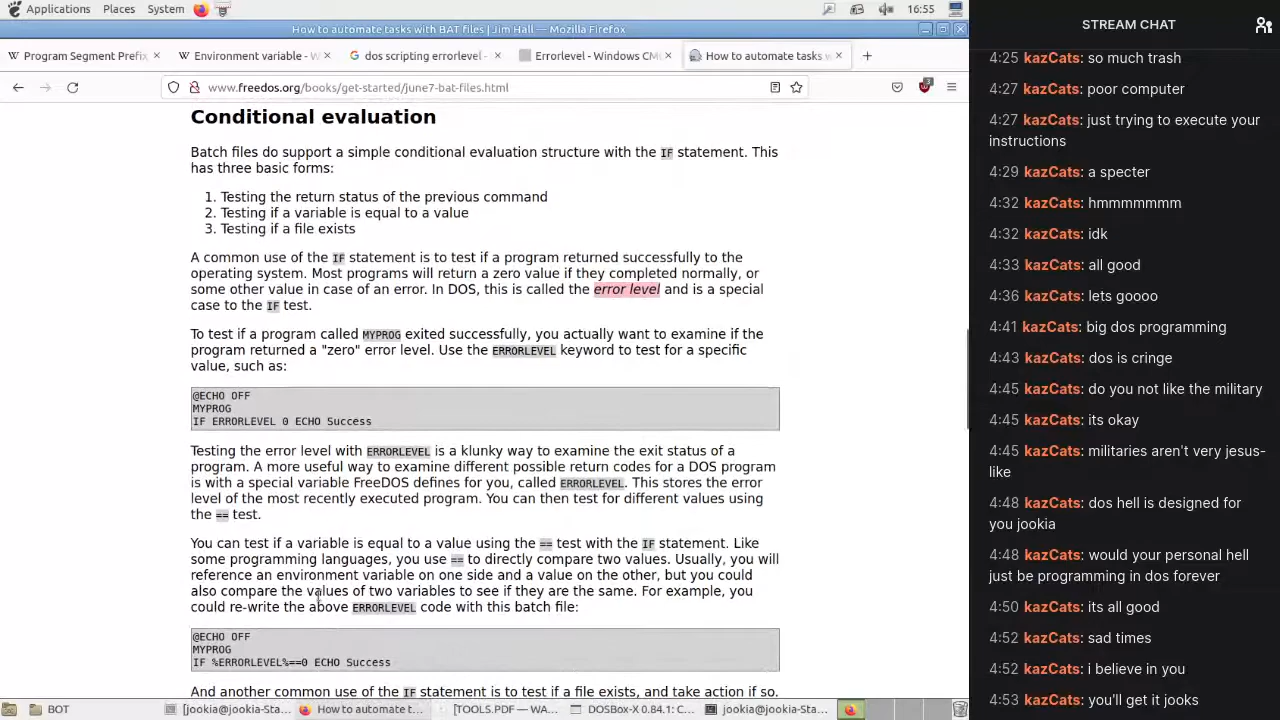 Applications Places System 16:55
How to automate tasks with BAT files | Jim Hall — Mozilla Firefox
Program Segment Prefix Environment variable - W dos scripting errorlevel - Errorlevel - Windows CM How to automate tasks w
www.freedos.org/books/get-started/june7-bat-files.html 3
Conditional evaluation
Batch files do support a simple conditional evaluation structure with the IF statement. This
has three basic forms:
1. Testing the return status of the previous command
2. Testing if a variable is equal to a value
3. Testing if a file exists
A common use of the IF statement is to test if a program returned successfully to the
operating system. Most programs will return a zero value if they completed normally, or
some other value in case of an error. In DOS, this is called the error level and is a special
case to the IF test.
To test if a program called MYPROG exited successfully, you actually want to examine if the
program returned a "zero" error level. Use the ERRORLEVEL keyword to test for a specific
value, such as:
@ECHO OFF
MYPROG
IF ERRORLEVEL 0 ECHO Success
Testing the error level with ERRORLEVEL is a klunky way to examine the exit status of a
program. A more useful way to examine different possible return codes for a DOS program
is with a special variable FreeDOS defines for you, called ERRORLEVEL. This stores the error
level of the most recently executed program. You can then test for different values using
the == test.
You can test if a variable is equal to a value using the == test with the IF statement. Like
some programming languages, you use == to directly compare two values. Usually, you will
reference an environment variable on one side and a value on the other, but you could
also compare the values of two variables to see if they are the same. For example, you
could re-write the above ERRORLEVEL code with this batch file:
@ECHO OFF
MYPROG
IF %ERRORLEVEL%==0 ECHO Success
And another common use of the IF statement is to test if a file exists, and take action if so.
BOT [jookia@jookia-Sta... How to automate t... [TOOLS.PDF — WA... DOSBox-X 0.84.1: C... jookia@jookia-Sta...
STREAM CHAT
4:25 kazCats: so much trash
4:27 kazCats: poor computer
4:27 kazCats: just trying to execute your
instructions
4:29 kazCats: a specter
4:32 kazCats: hmmmmmmm
4:32 kazCats: idk
4:33 kazCats: all good
4:36 kazCats: lets goooo
4:41 kazCats: big dos programming
4:43 kazCats: dos is cringe
4:45 kazCats: do you not like the military
4:45 kazCats: its okay
4:45 kazCats: militaries aren't very jesus-
like
4:48 kazCats: dos hell is designed for
you jookia
4:48 kazCats: would your personal hell
just be programming in dos forever
4:50 kazCats: its all good
4:52 kazCats: sad times
4:52 kazCats: i believe in you
4:53 kazCats: you'll get it jooks